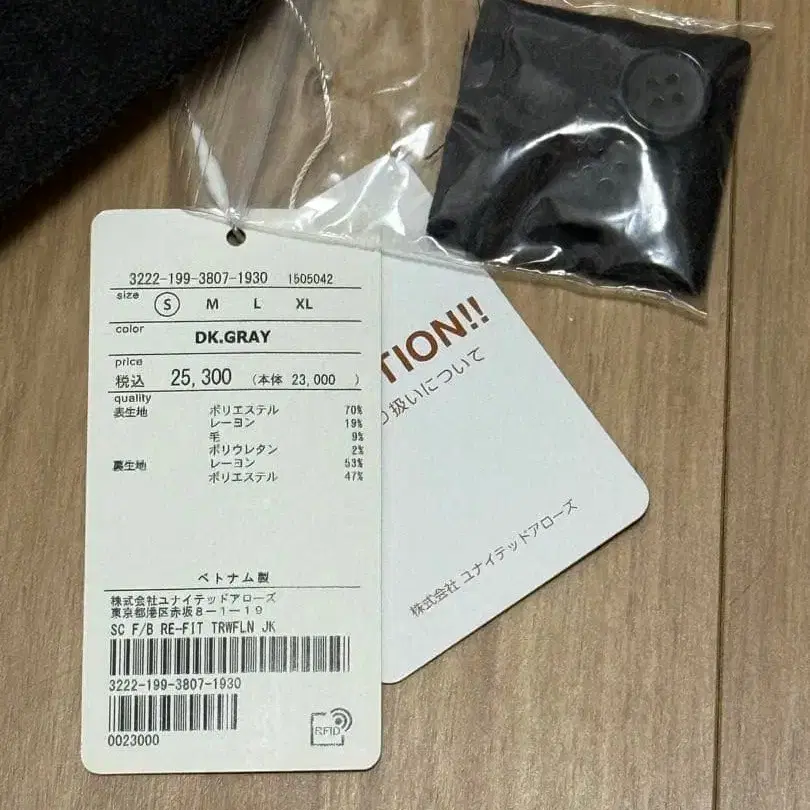 3222-199-3807-1930 1505042
size S M L XL
color
DK.GRAY
price
税込 25,300 (本体 23,000 )
quality
表生地 ポリエステル 70%
レーヨン 19%
毛 9%
ポリウレタン 2%
裏生地 レーヨン 53%
ポリエステル 47%
ベトナム製
株式会社ユナイテッドアローズ
東京都港区赤坂8-1-19
SC F/B RE-FIT TRWFLN JK
3222-199-3807-1930
0023000
RFID
TION!!
り扱いについて
株式会社 ユナイテッドアローズ